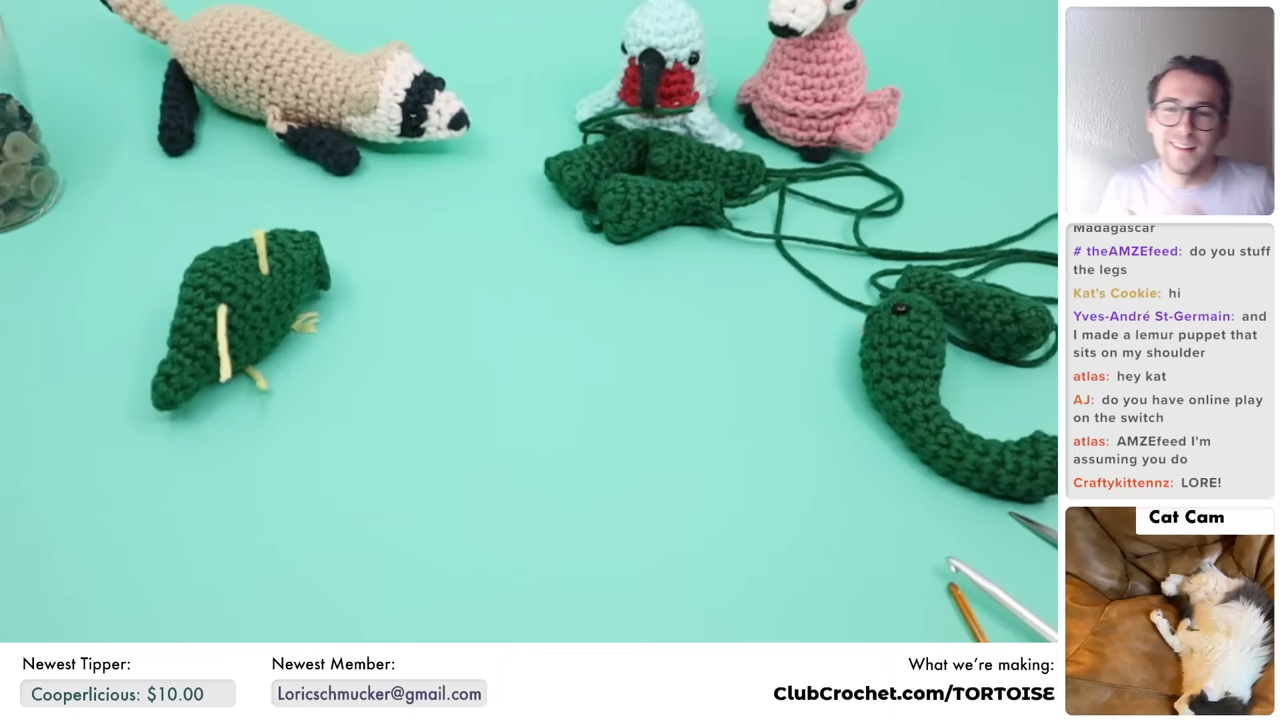 Madagascar
# theAMZEfeed: do you stuff
the legs
Kat's Cookie: hi
Yves-André St-Germain: and
I made a lemur puppet that
sits on my shoulder
atlas: hey kat
AJ: do you have online play
on the switch
atlas: AMZEfeed I'm
assuming you do
Craftykittennz: LORE!
Cat Cam
Newest Tipper:
Cooperlicious: $10.00
Newest Member:
Loricschmucker@gmail.com
What we're making:
ClubCrochet.com/TORTOISE